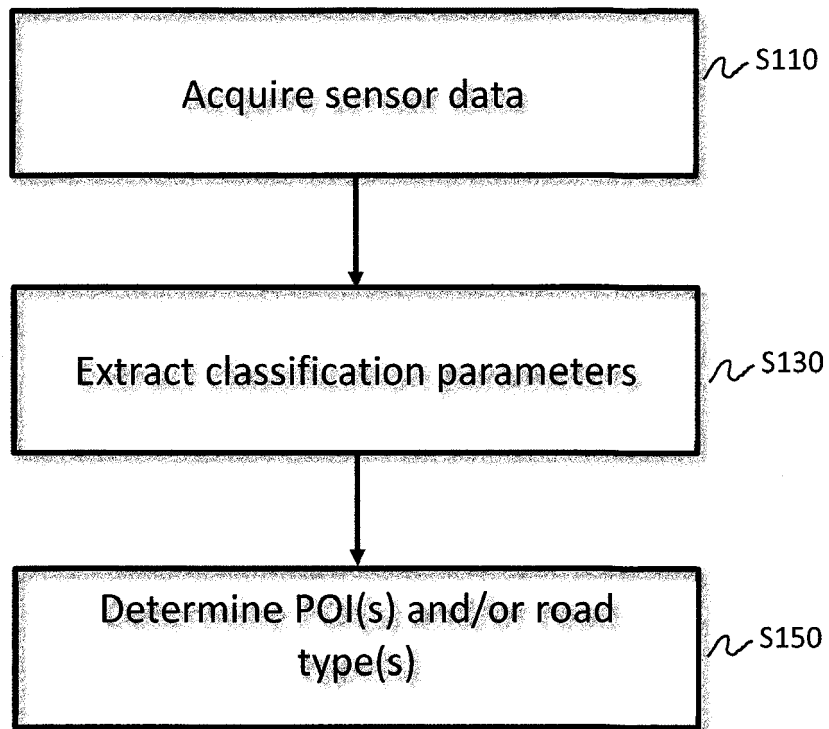 Acquire sensor data
S110
Extract classification parameters
S130
Determine POI(s) and/or road
type(s)
S150